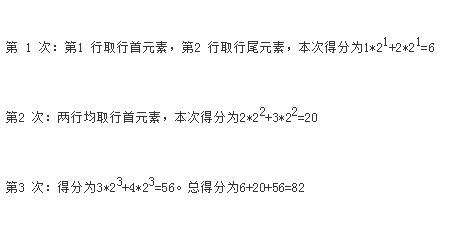 第 1 次：第1 行取行首元素，第2 行取行尾元素，本次得分为1*2^1+2*2^1=6
第2 次：两行均取行首元素，本次得分为2*2^2+3*2^2=20
第3 次：得分为3*2^3+4*2^3=56。总得分为6+20+56=82